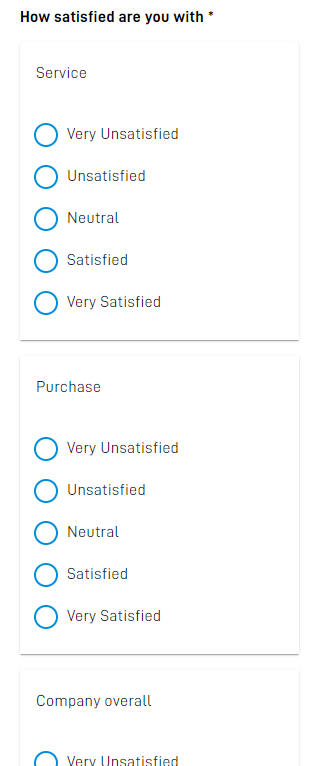 How satisfied are you with *
Service
Very Unsatisfied
Unsatisfied
Neutral
Satisfied
Very Satisfied
Purchase
Very Unsatisfied
Unsatisfied
Neutral
Satisfied
Very Satisfied
Company overall
Very Unsatisfied